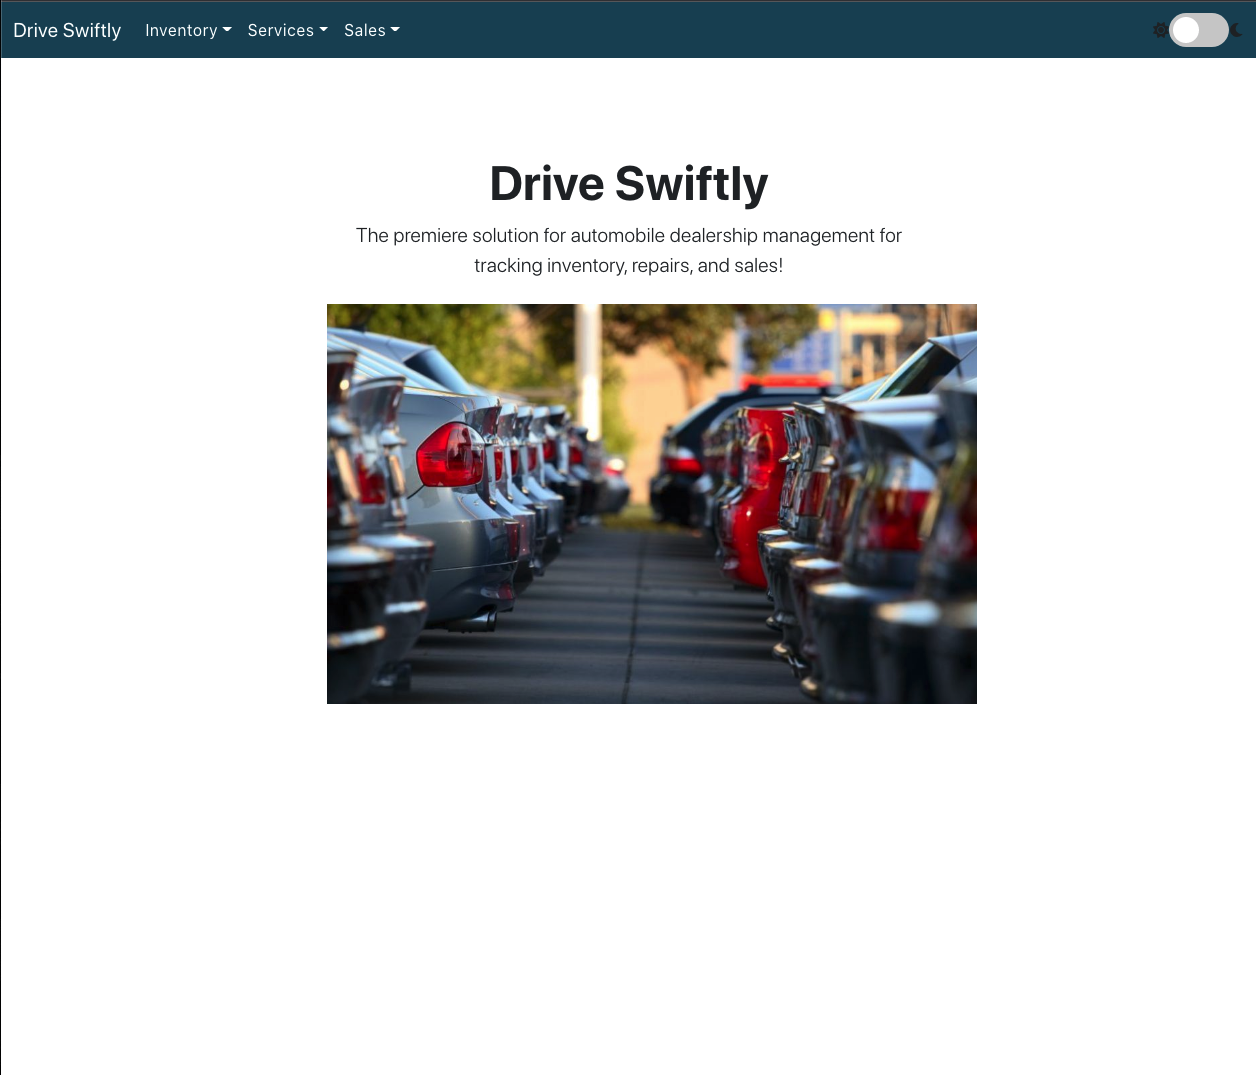 Drive Swiftly Inventory Services Sales
Drive Swiftly
The premiere solution for automobile dealership management for
tracking inventory, repairs, and sales!